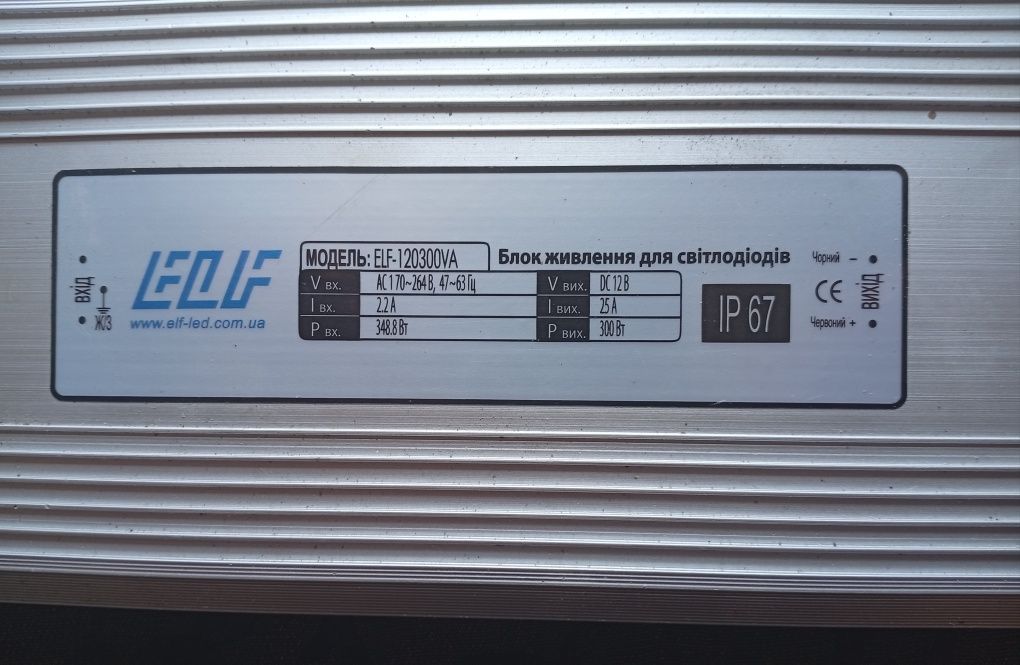 ВХІД
Ж/З
ELF
www.elf-led.com.ua
МОДЕЛЬ: ELF-120300VA
Блок живлення для світлодіодів
V вх. AC 170~264 В, 47~63 Гц V вих. DC 12 В
I вх. 2.2 А I вих. 25 А
P вх. 348.8 Вт P вих. 300 Вт
IP 67
Чорний –
CE
Червоний +
ВИХІД